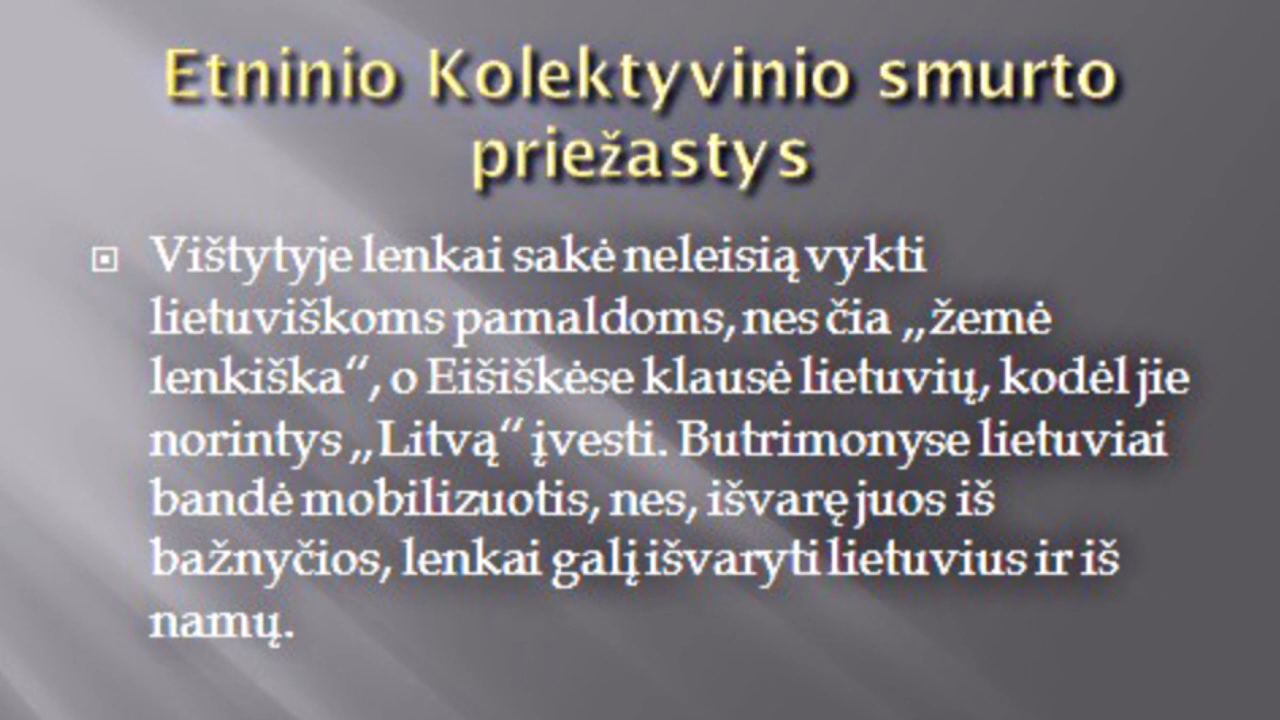 Etninio Kolektyvinio smurto
priežastys
Vištytyje lenkai sakė neleisią vykti
lietuviškoms pamaldoms, nes čia „žemė
lenkiška“, o Eišiškėse klausė lietuvių, kodėl jie
norintys „Litvą“ įvesti. Butrimonyse lietuviai
bandė mobilizuotis, nes, išvarę juos iš
bažnyčios, lenkai galį išvaryti lietuvius ir iš
namų.